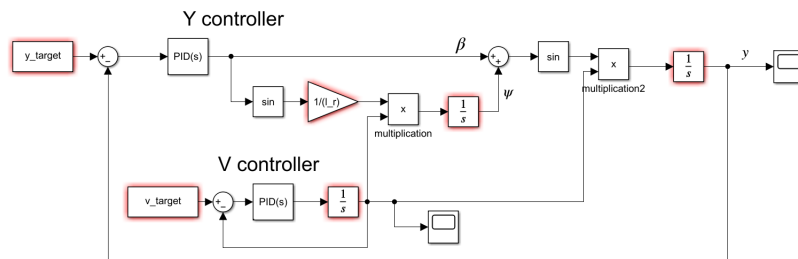 Y controller
y_target
+
−
PID(s)
β
+
+
sin
x
multiplication2
1
s
y
sin
1/(l_r)
x
multiplication
1
s
ψ
V controller
v_target
+
−
PID(s)
1
s